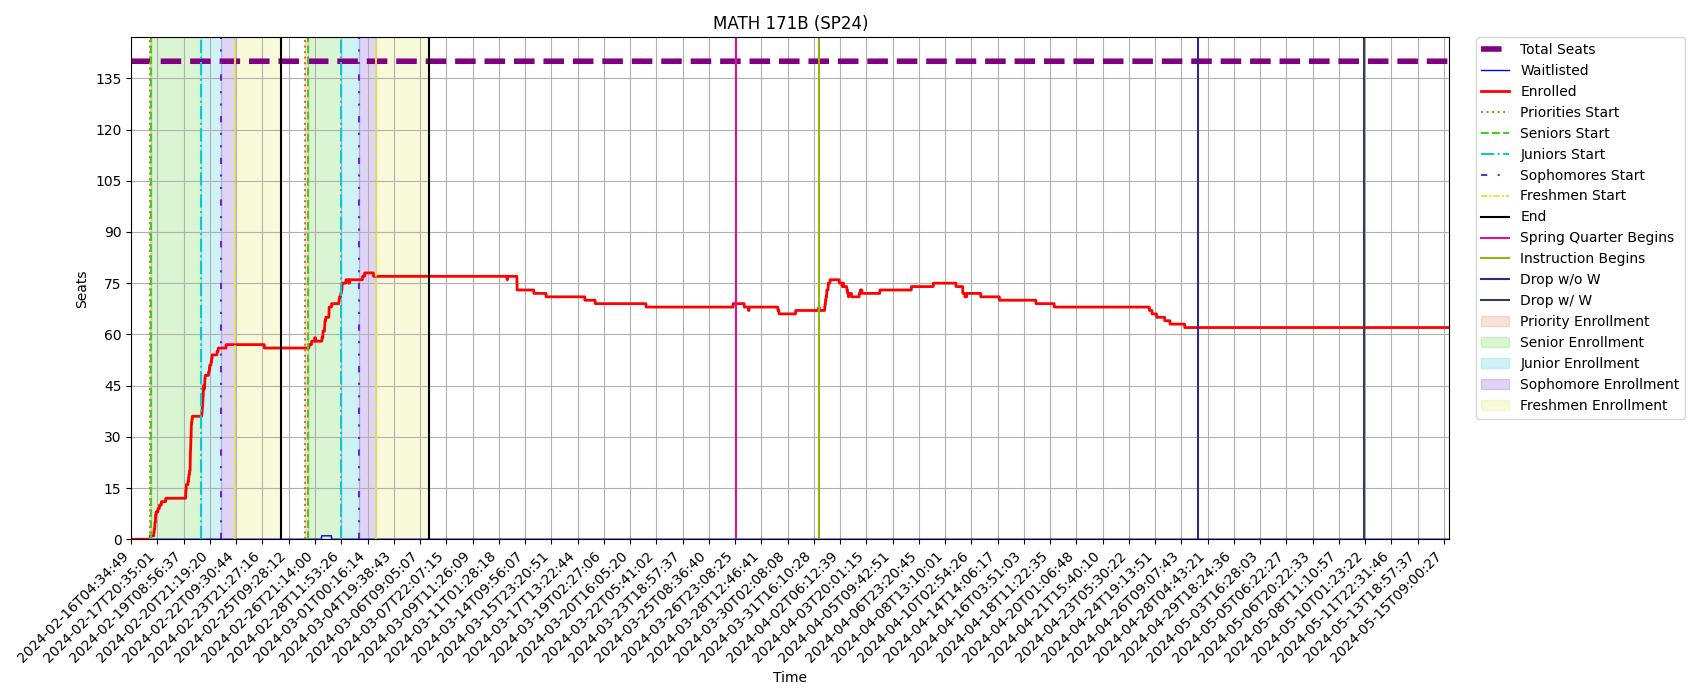 MATH 171B (SP24)
Seats
135
120
105
90
75
60
45
30
15
0
2024-02-16T04:34:49
2024-02-17T20:35:01
2024-02-19T08:56:37
2024-02-20T21:19:20
2024-02-22T09:30:44
2024-02-23T21:27:16
2024-02-25T09:28:12
2024-02-26T21:14:00
2024-02-28T11:53:26
2024-03-01T00:16:14
2024-03-04T19:38:43
2024-03-06T09:05:07
2024-03-07T22:07:15
2024-03-11T01:26:09
2024-03-12T11:28:18
2024-03-14T09:56:07
2024-03-15T23:20:51
2024-03-17T13:22:44
2024-03-19T02:27:06
2024-03-20T16:05:20
2024-03-22T05:41:02
2024-03-23T18:57:37
2024-03-25T08:36:40
2024-03-26T23:08:25
2024-03-28T12:46:41
2024-03-30T02:08:08
2024-03-31T16:10:28
2024-04-02T06:12:39
2024-04-03T20:01:15
2024-04-05T09:42:51
2024-04-06T23:20:45
2024-04-08T13:10:01
2024-04-10T02:54:26
2024-04-14T14:06:17
2024-04-16T03:51:03
2024-04-18T11:22:35
2024-04-20T01:06:48
2024-04-21T15:40:10
2024-04-23T05:30:22
2024-04-24T19:13:51
2024-04-26T09:07:43
2024-04-28T04:43:21
2024-04-29T18:24:36
2024-05-03T16:28:03
2024-05-05T06:22:27
2024-05-06T20:22:33
2024-05-08T11:10:57
2024-05-10T01:23:22
2024-05-11T22:31:46
2024-05-13T18:57:37
2024-05-15T09:00:27
Time
Total Seats
Waitlisted
Enrolled
Priorities Start
Seniors Start
Juniors Start
Sophomores Start
Freshmen Start
End
Spring Quarter Begins
Instruction Begins
Drop w/o W
Drop w/ W
Priority Enrollment
Senior Enrollment
Junior Enrollment
Sophomore Enrollment
Freshmen Enrollment